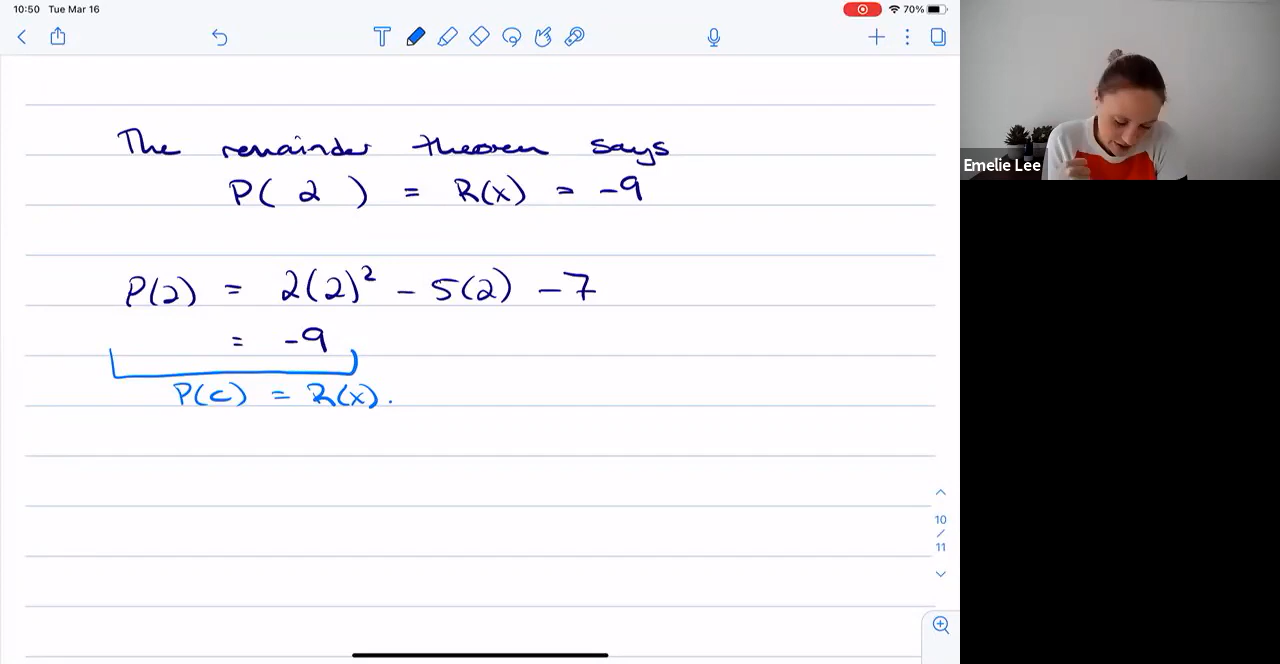 10:50 Tue Mar 16
70%
The remainder theorem says
P( 2 ) = R(x) = -9
P(2) = 2(2)² - 5(2) - 7
= -9
P(c) = R(x).
10
/
11
Emelie Lee